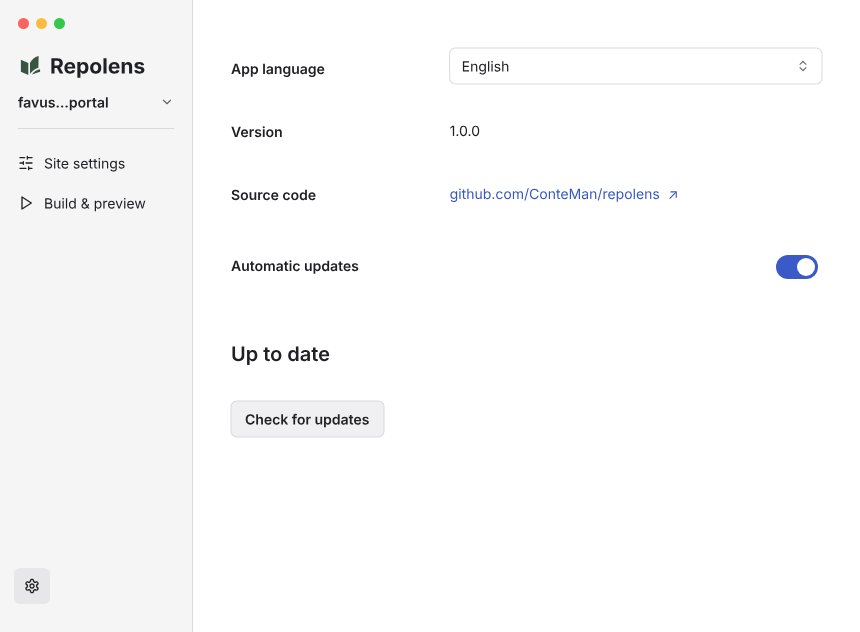 Repolens
favus...portal
Site settings
Build & preview
App language
English
Version
1.0.0
Source code
github.com/ConteMan/repolens
Automatic updates
Up to date
Check for updates